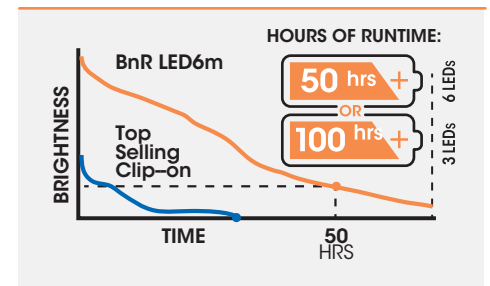 HOURS OF RUNTIME:
BnR LED6m
50 hrs +
OR
100 hrs +
6 LEDs
3 LEDs
Top
Selling
Clip–on
BRIGHTNESS
TIME
50
HRS